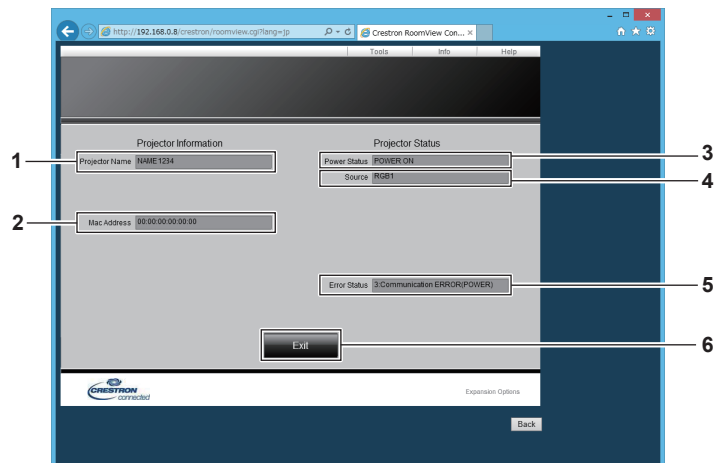 http://192.168.0.8/crestron/roomview.cgi?lang=jp
Crestron RoomView Con... ×
Tools Info Help
Projector Information Projector Status
1 Projector Name NAME1234 Power Status POWER ON 3
Source RGB1 4
2 Mac Address 00:00:00:00:00:00
Error Status 3:Communication ERROR(POWER) 5
Exit 6
CRESTRON connected Expansion Options
Back